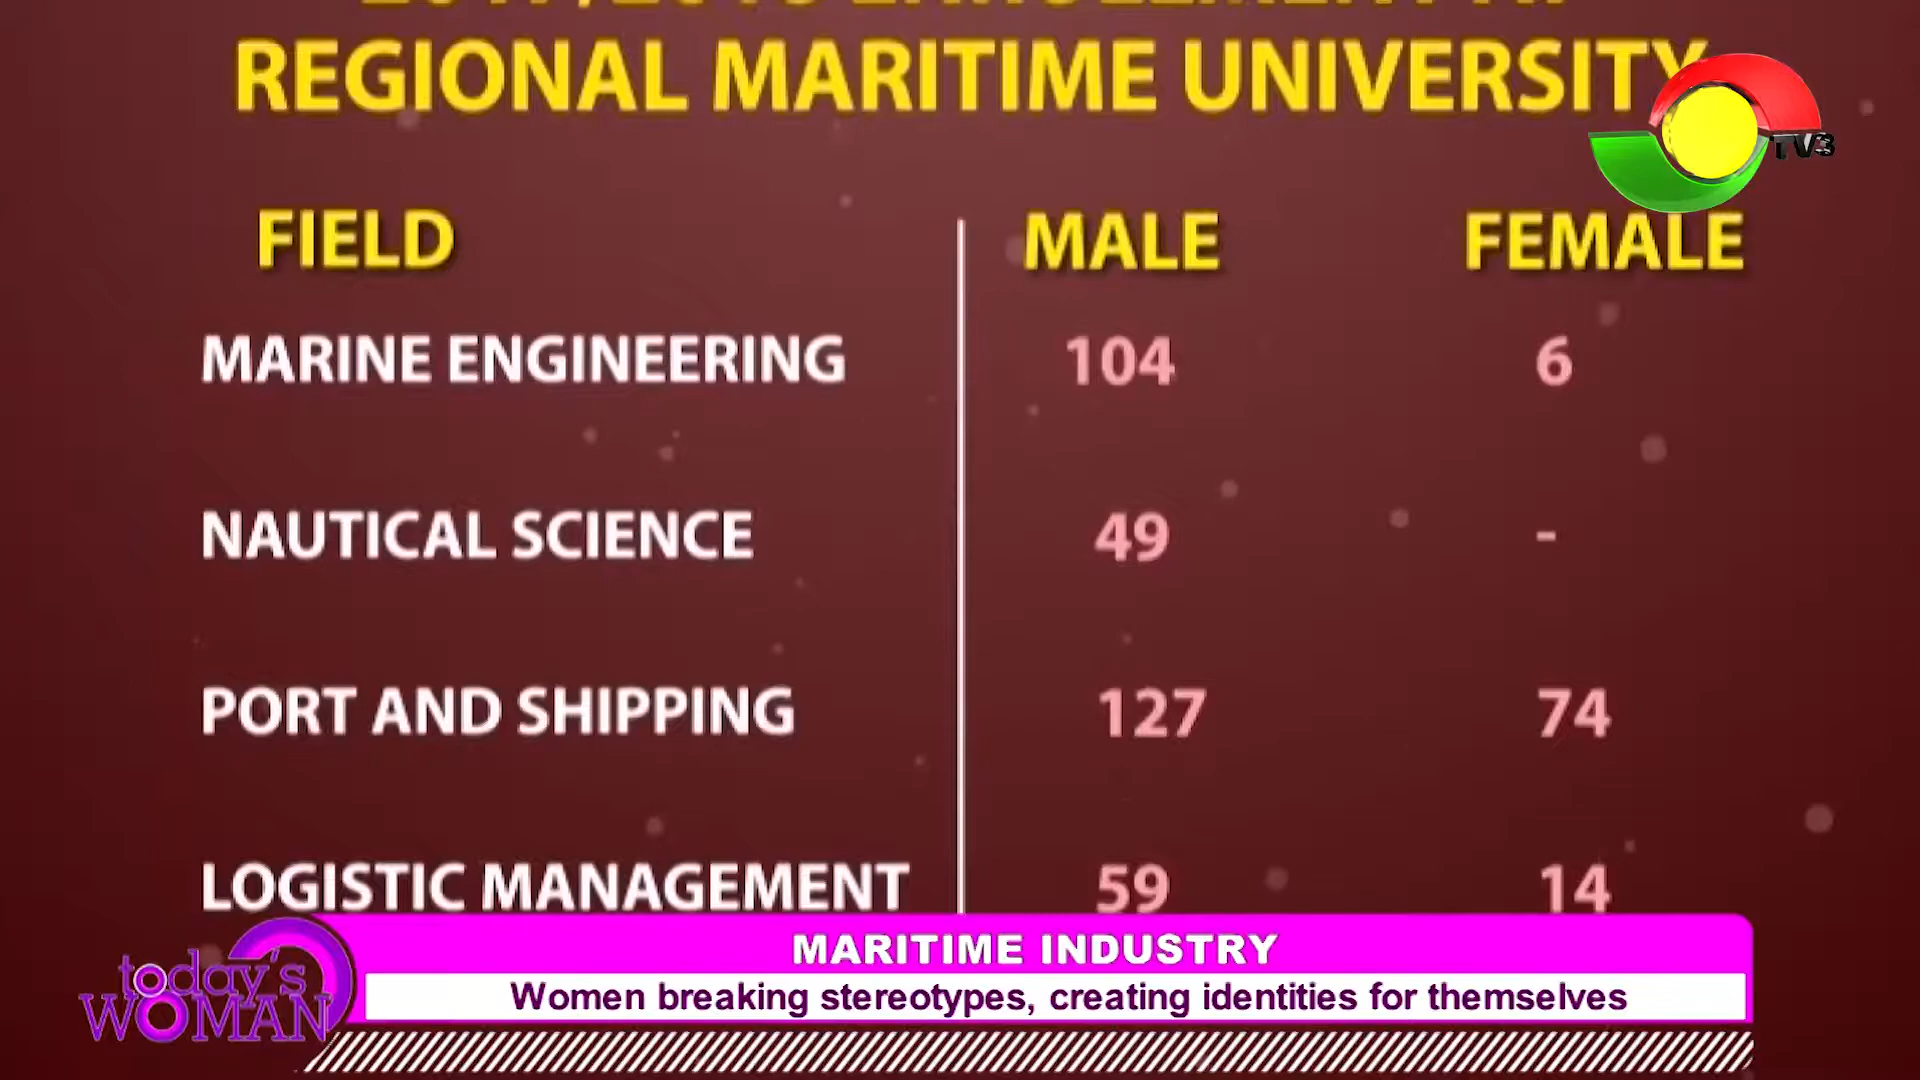 REGIONAL MARITIME UNIVERSITY
TV3
FIELD MALE FEMALE
MARINE ENGINEERING 104 6
NAUTICAL SCIENCE 49 -
PORT AND SHIPPING 127 74
LOGISTIC MANAGEMENT 59 14
MARITIME INDUSTRY
today's
WOMAN
Women breaking stereotypes, creating identities for themselves